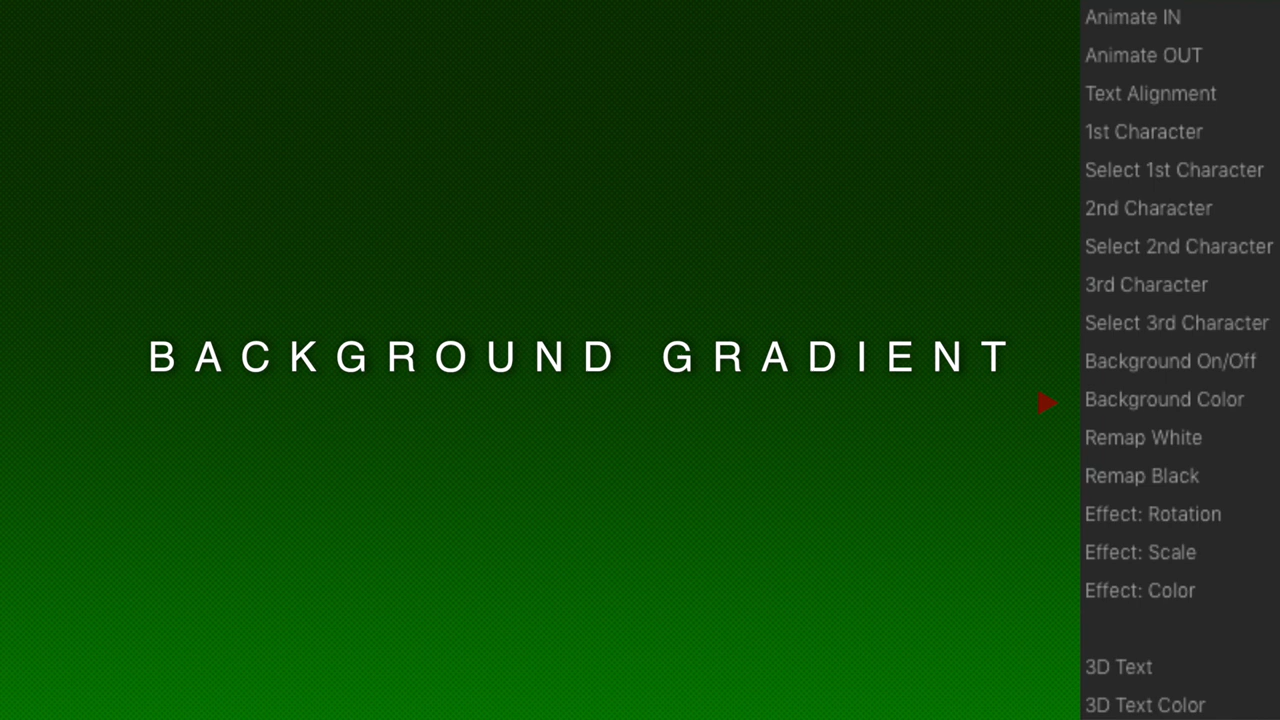 BACKGROUND GRADIENT
Animate IN
Animate OUT
Text Alignment
1st Character
Select 1st Character
2nd Character
Select 2nd Character
3rd Character
Select 3rd Character
Background On/Off
Background Color
Remap White
Remap Black
Effect: Rotation
Effect: Scale
Effect: Color
3D Text
3D Text Color